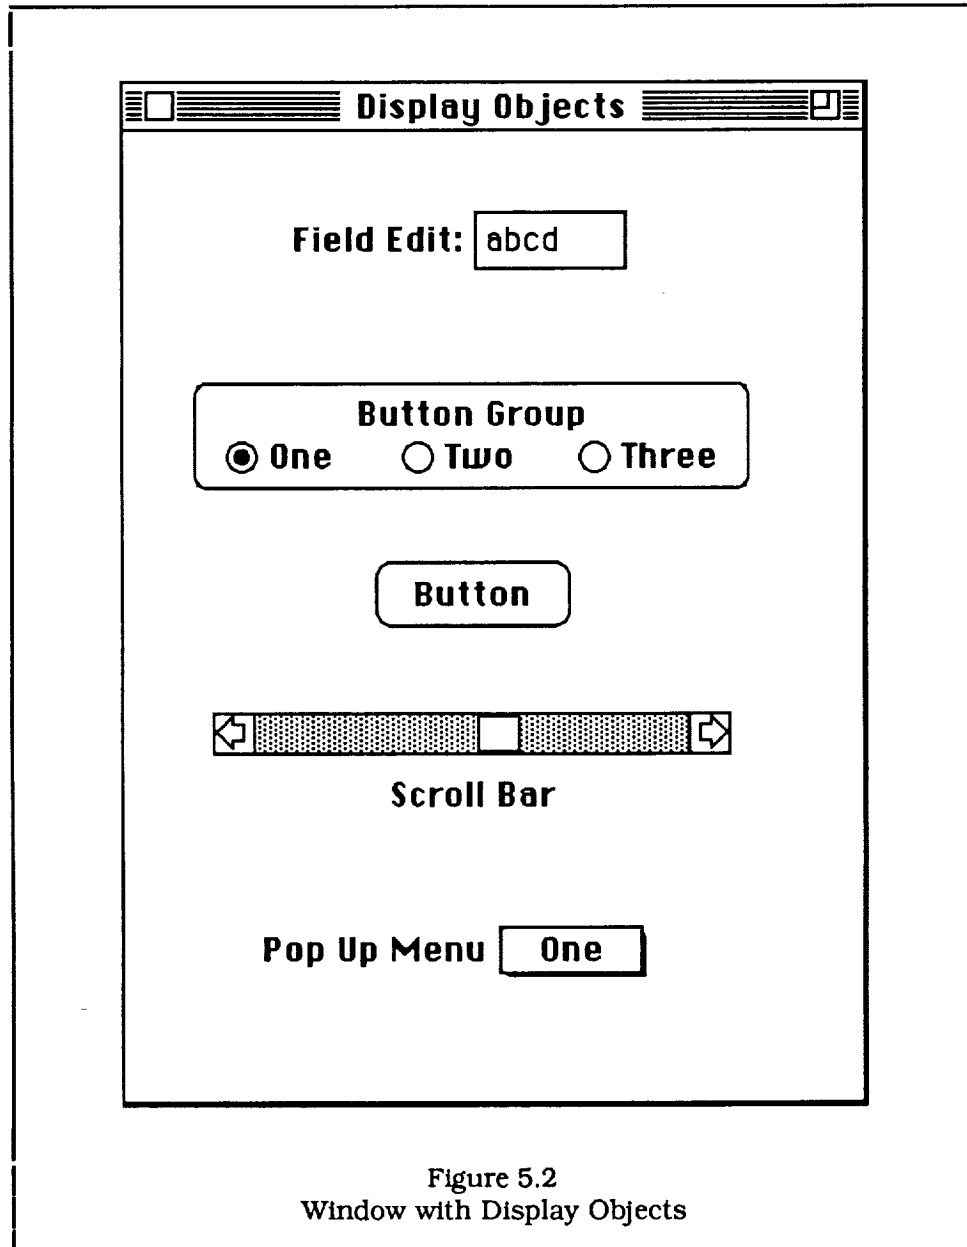 Display Objects
Field Edit: abcd
Button Group
One Two Three
Button
Scroll Bar
Pop Up Menu One
Figure 5.2
Window with Display Objects